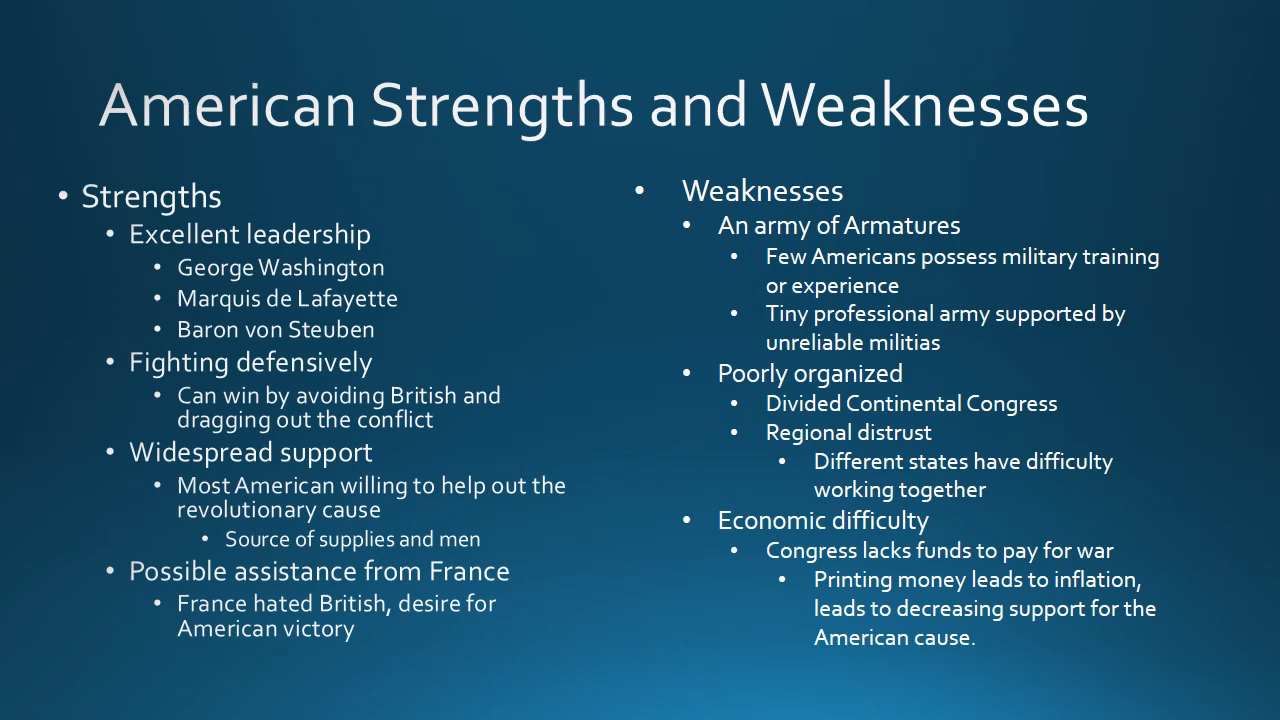 American Strengths and Weaknesses
• Strengths
• Excellent leadership
• George Washington
• Marquis de Lafayette
• Baron von Steuben
• Fighting defensively
• Can win by avoiding British and
dragging out the conflict
• Widespread support
• Most American willing to help out the
revolutionary cause
• Source of supplies and men
• Possible assistance from France
• France hated British, desire for
American victory
• Weaknesses
• An army of Armatures
• Few Americans possess military training
or experience
• Tiny professional army supported by
unreliable militias
• Poorly organized
• Divided Continental Congress
• Regional distrust
• Different states have difficulty
working together
• Economic difficulty
• Congress lacks funds to pay for war
• Printing money leads to inflation,
leads to decreasing support for the
American cause.